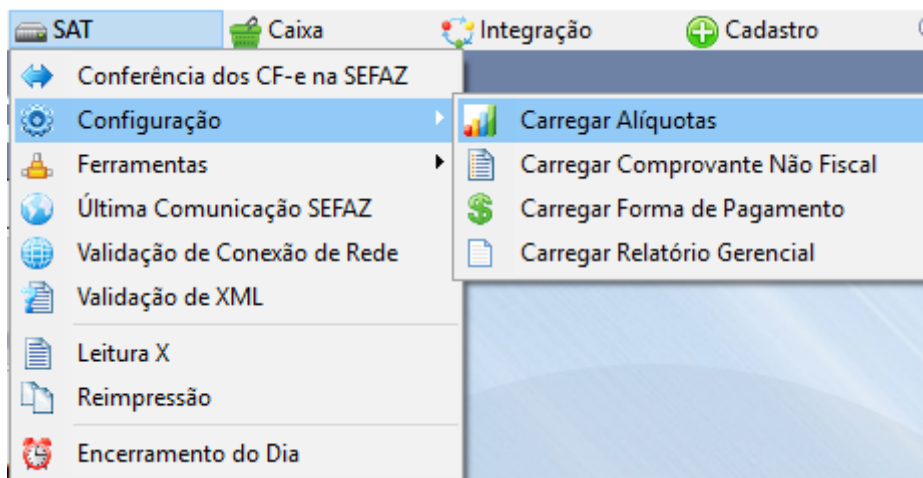 SAT Caixa Integração Cadastro
Conferência dos CF-e na SEFAZ
Configuração
Ferramentas
Última Comunicação SEFAZ
Validação de Conexão de Rede
Validação de XML
Leitura X
Reimpressão
Encerramento do Dia
Carregar Alíquotas
Carregar Comprovante Não Fiscal
Carregar Forma de Pagamento
Carregar Relatório Gerencial